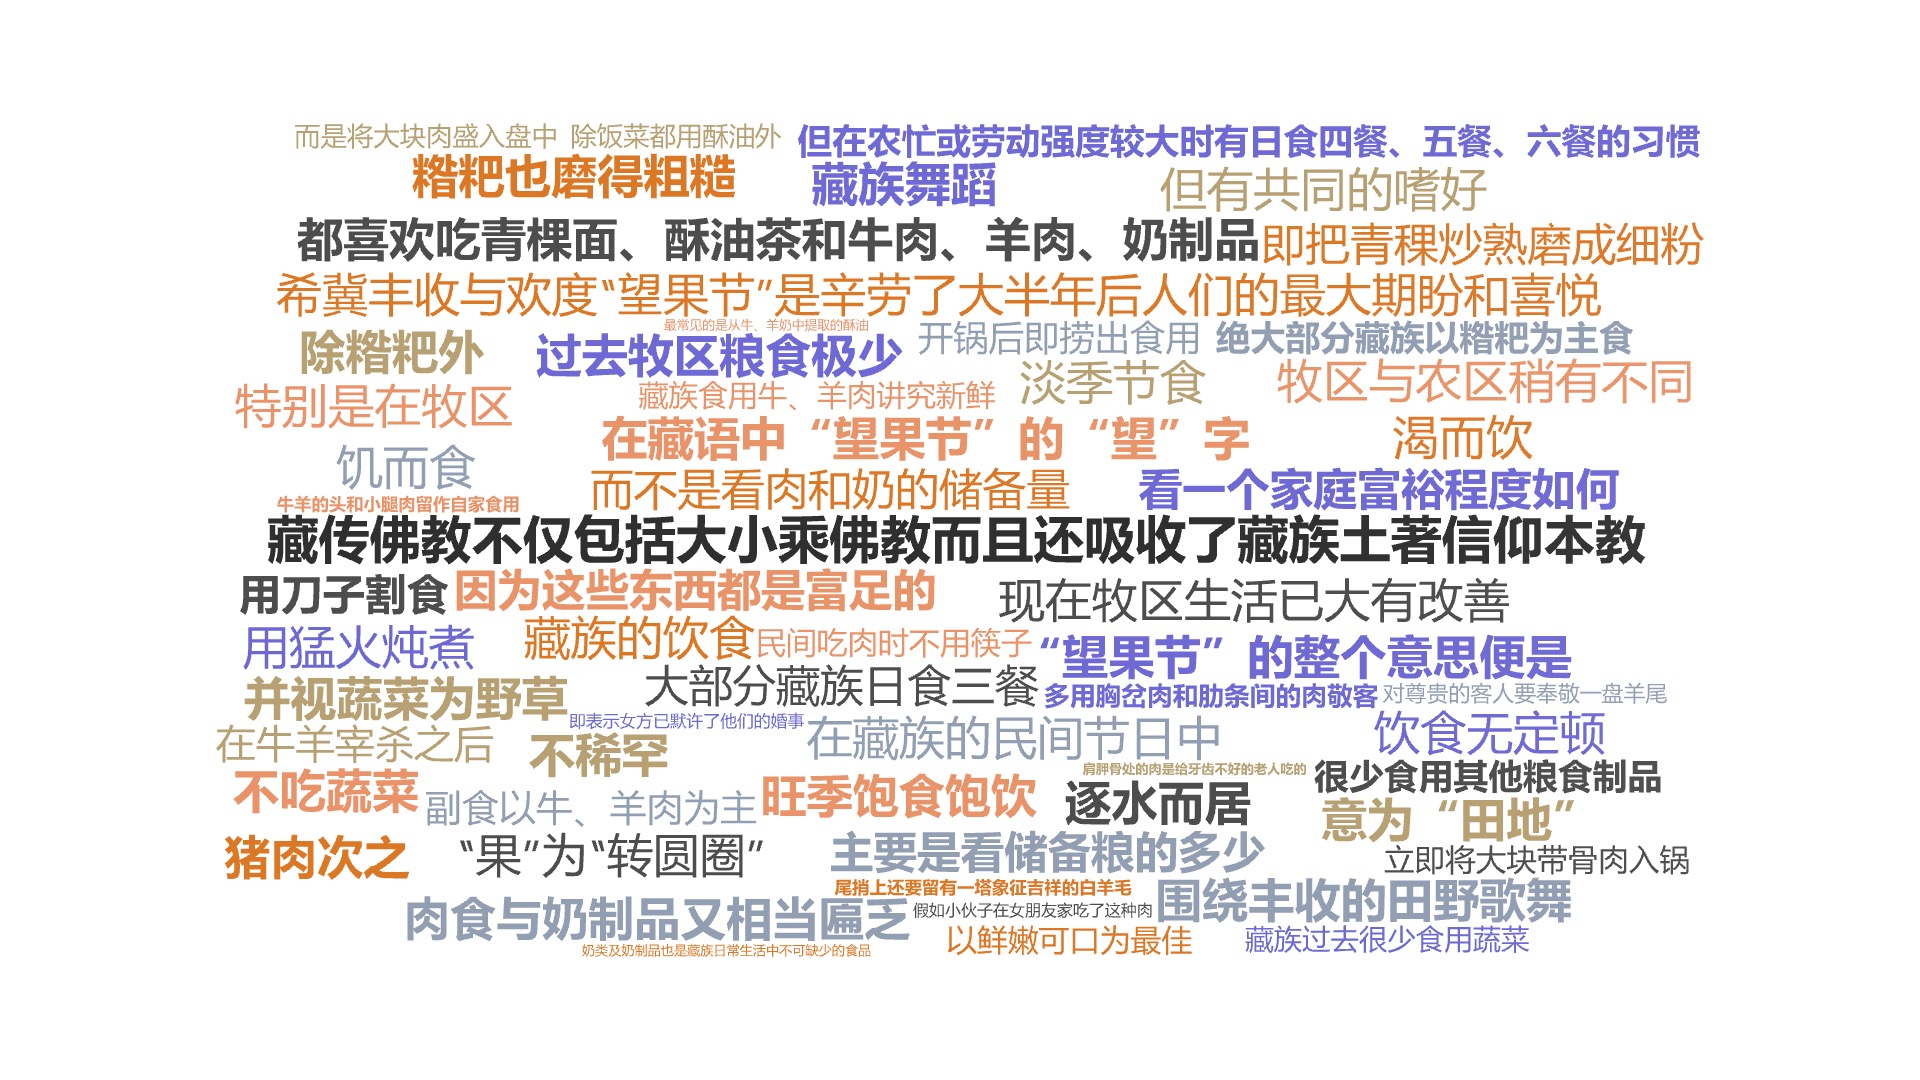 而是将大块肉盛入盘中 除饭菜都用酥油外
但在农忙或劳动强度较大时有日食四餐、五餐、六餐的习惯
糌粑也磨得粗糙
藏族舞蹈
但有共同的嗜好
都喜欢吃青棵面、酥油茶和牛肉、羊肉、奶制品
即把青稞炒熟磨成细粉
希冀丰收与欢度“望果节”是辛劳了大半年后人们的最大期盼和喜悦
最常见的是从牛、羊奶中提取的酥油
除糌粑外
过去牧区粮食极少
开锅后即捞出食用
绝大部分藏族以糌粑为主食
特别是在牧区
藏族食用牛、羊肉讲究新鲜
淡季节食
牧区与农区稍有不同
在藏语中“望果节”的“望”字
渴而饮
饥而食
而不是看肉和奶的储备量
看一个家庭富裕程度如何
牛羊的头和小腿肉留作自家食用
藏传佛教不仅包括大小乘佛教而且还吸收了藏族土著信仰本教
用刀子割食
因为这些东西都是富足的
现在牧区生活已大有改善
用猛火炖煮
藏族的饮食
民间吃肉时不用筷子
“望果节”的整个意思便是
并视蔬菜为野草
大部分藏族日食三餐
多用胸岔肉和肋条间的肉敬客
对尊贵的客人要奉敬一盘羊尾
即表示女方已默许了他们的婚事
在牛羊宰杀之后
不稀罕
在藏族的民间节日中
饮食无定顿
肩胛骨处的肉是给牙齿不好的老人吃的
很少食用其他粮食制品
不吃蔬菜
副食以牛、羊肉为主
旺季饱食饱饮
逐水而居
意为“田地”
猪肉次之
“果”为“转圆圈”
主要是看储备粮的多少
立即将大块带骨肉入锅
尾捎上还要留有一塔象征吉祥的白羊毛
围绕丰收的田野歌舞
肉食与奶制品又相当匾乏
假如小伙子在女朋友家吃了这种肉
奶类及奶制品也是藏族日常生活中不可缺少的食品
以鲜嫩可口为最佳
藏族过去很少食用蔬菜